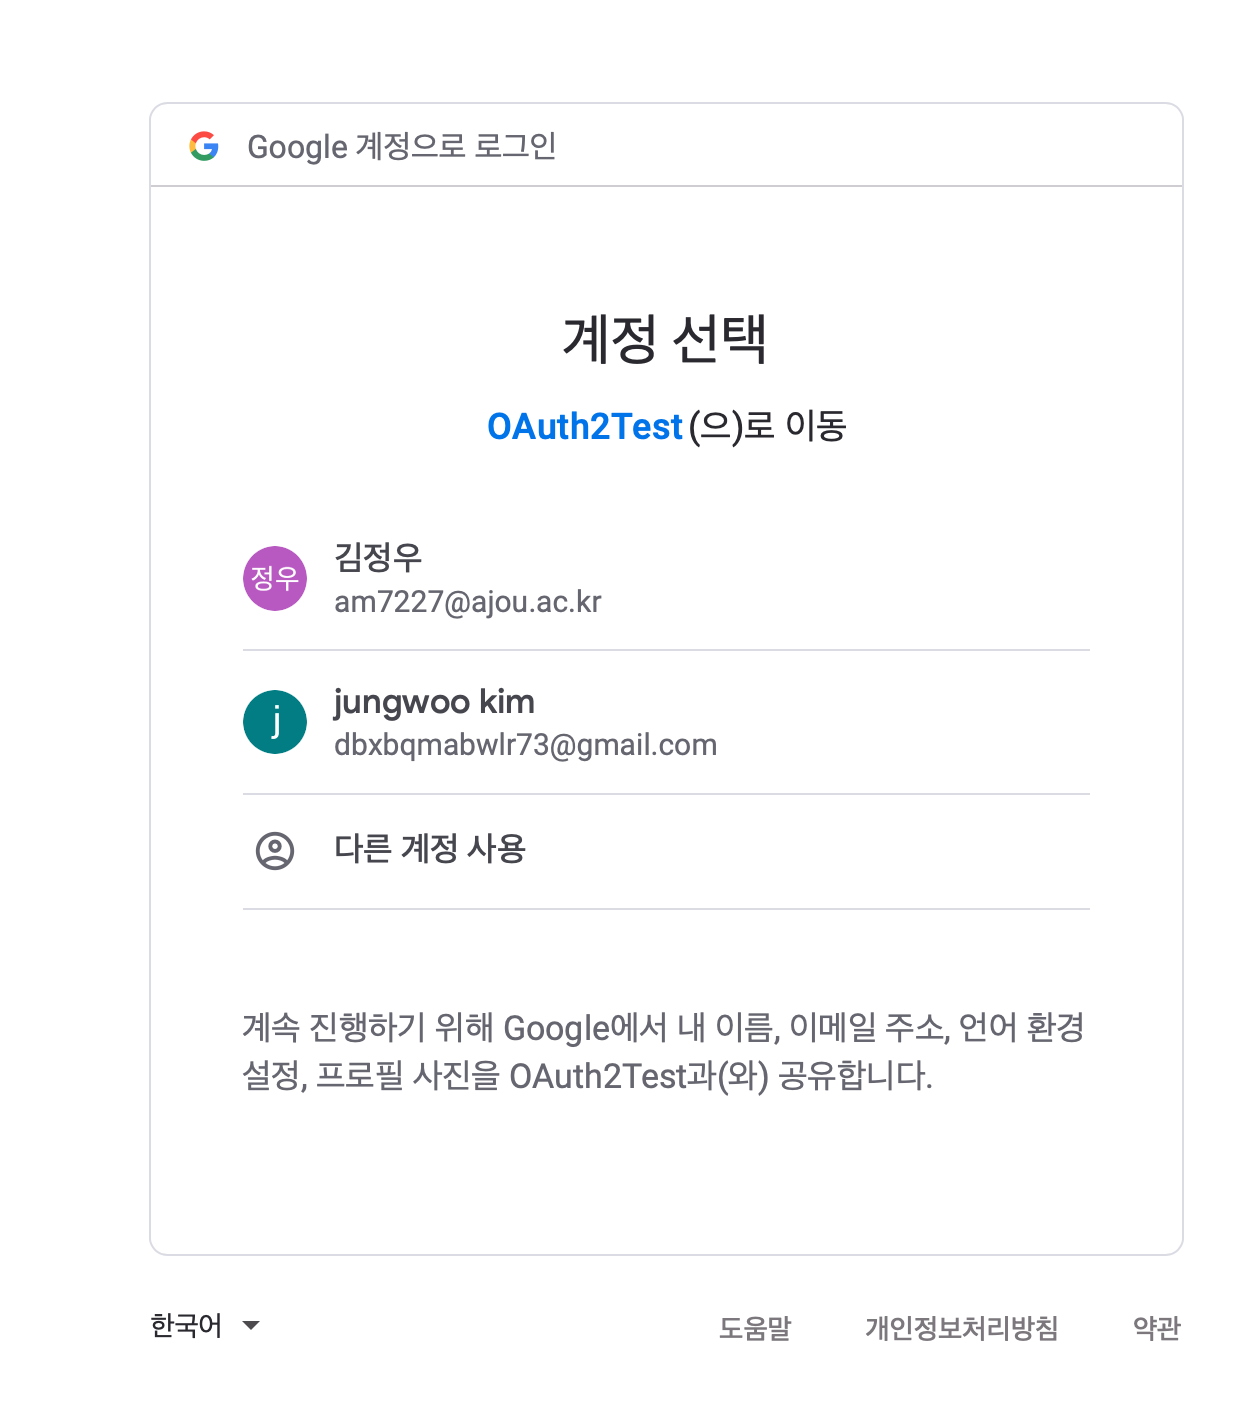 Google 계정으로 로그인
계정 선택
OAuth2Test(으)로 이동
정우
김정우
am7227@ajou.ac.kr
j
jungwoo kim
dbxbqmabwlr73@gmail.com
다른 계정 사용
계속 진행하기 위해 Google에서 내 이름, 이메일 주소, 언어 환경
설정, 프로필 사진을 OAuth2Test과(와) 공유합니다.
한국어 도움말 개인정보처리방침 약관